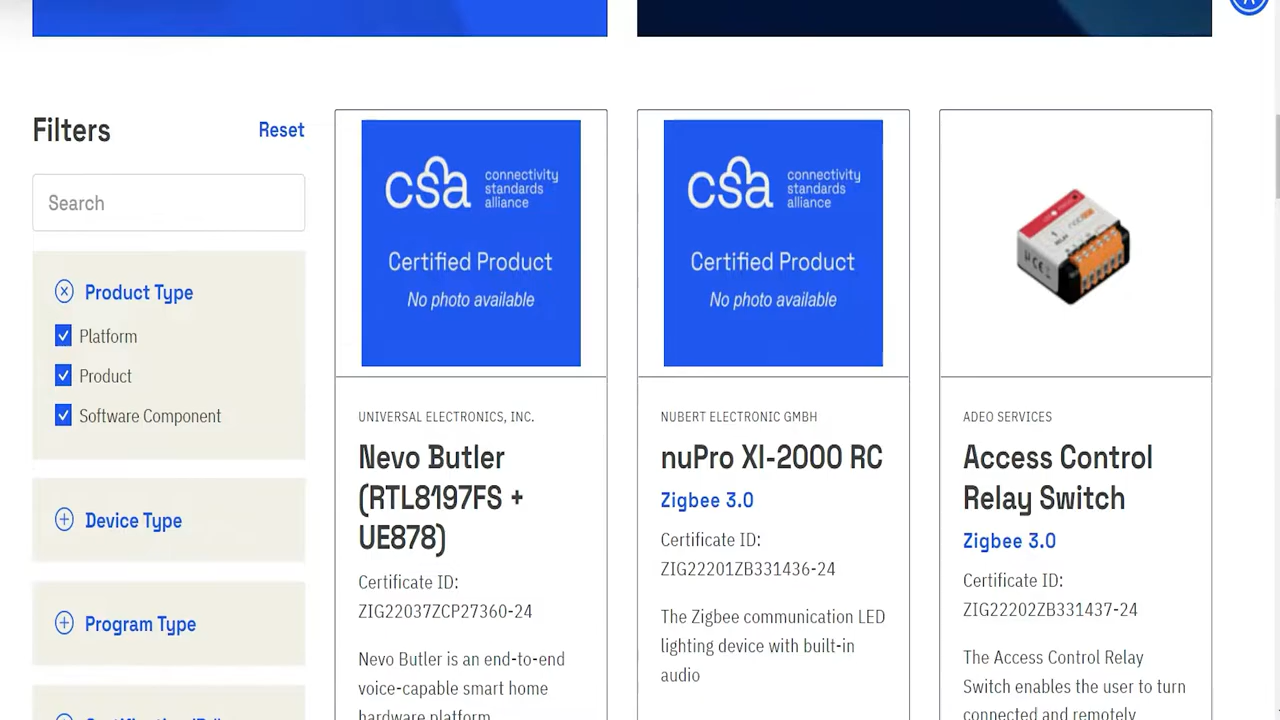 Filters
Reset
Search
Product Type
Platform
Product
Software Component
Device Type
Program Type
csa connectivity
standards
alliance
Certified Product
No photo available
UNIVERSAL ELECTRONICS, INC.
Nevo Butler
(RTL8197FS +
UE878)
Certificate ID:
ZIG22037ZCP27360-24
Nevo Butler is an end-to-end
voice-capable smart home
hardware platform
csa connectivity
standards
alliance
Certified Product
No photo available
NUBERT ELECTRONIC GMBH
nuPro XI-2000 RC
Zigbee 3.0
Certificate ID:
ZIG22201ZB331436-24
The Zigbee communication LED
lighting device with built-in
audio
ADEO SERVICES
Access Control
Relay Switch
Zigbee 3.0
Certificate ID:
ZIG22202ZB331437-24
The Access Control Relay
Switch enables the user to turn
connected and remotely